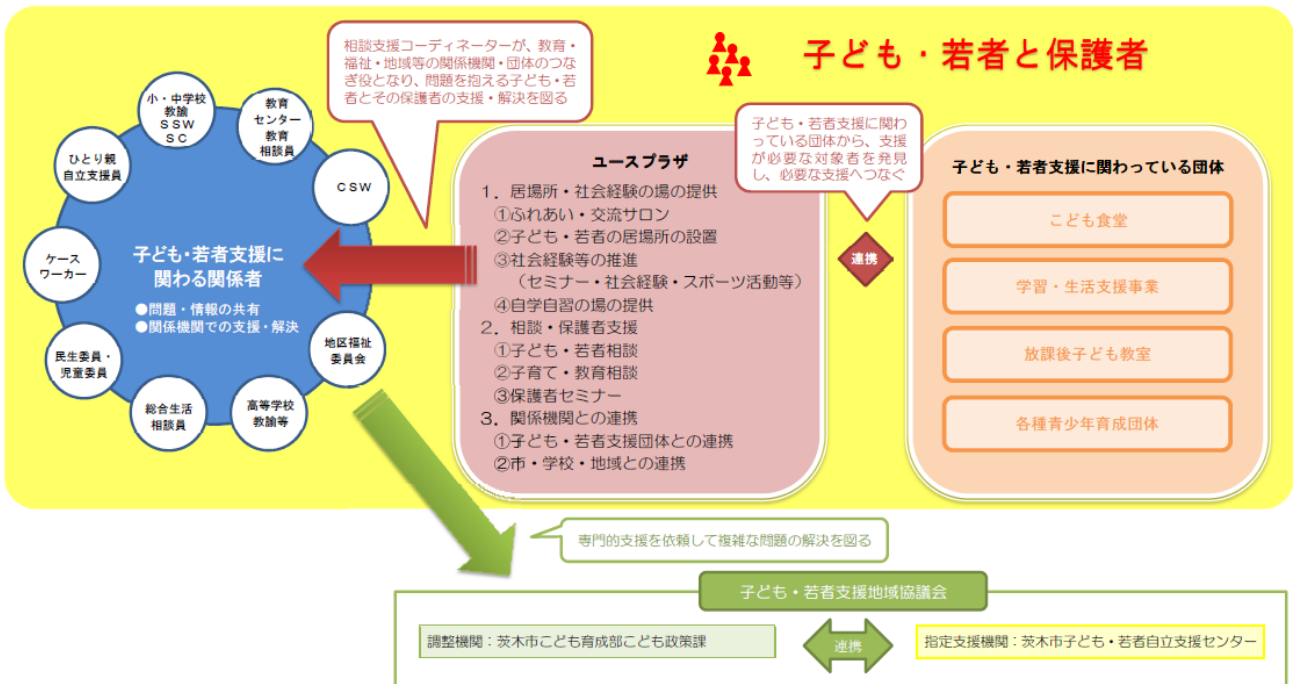 子ども・若者と保護者
相談支援コーディネーターが、教育・
福祉・地域等の関係機関・団体のつな
ぎ役となり、問題を抱える子ども・若
者とその保護者の支援・解決を図る
小・中学校
教諭
SSW
SC
教育
センター
教育
相談員
ひとり親
自立支援員
CSW
ケース
ワーカー
子ども・若者支援に
関わる関係者
●問題・情報の共有
●関係機関での支援・解決
民生委員・
児童委員
地区福祉
委員会
総合生活
相談員
高等学校
教諭等
ユースプラザ
1．居場所・社会経験の場の提供
①ふれあい・交流サロン
②子ども・若者の居場所の設置
③社会経験等の推進
（セミナー・社会経験・スポーツ活動等）
④自学自習の場の提供
2．相談・保護者支援
①子ども・若者相談
②子育て・教育相談
③保護者セミナー
3．関係機関との連携
①子ども・若者支援団体との連携
②市・学校・地域との連携
子ども・若者支援に関わ
っている団体から、支援
が必要な対象者を発見
し、必要な支援へつなぐ
連携
子ども・若者支援に関わっている団体
こども食堂
学習・生活支援事業
放課後子ども教室
各種青少年育成団体
専門的支援を依頼して複雑な問題の解決を図る
子ども・若者支援地域協議会
調整機関：茨木市こども育成部こども政策課
連携
指定支援機関：茨木市子ども・若者自立支援センター